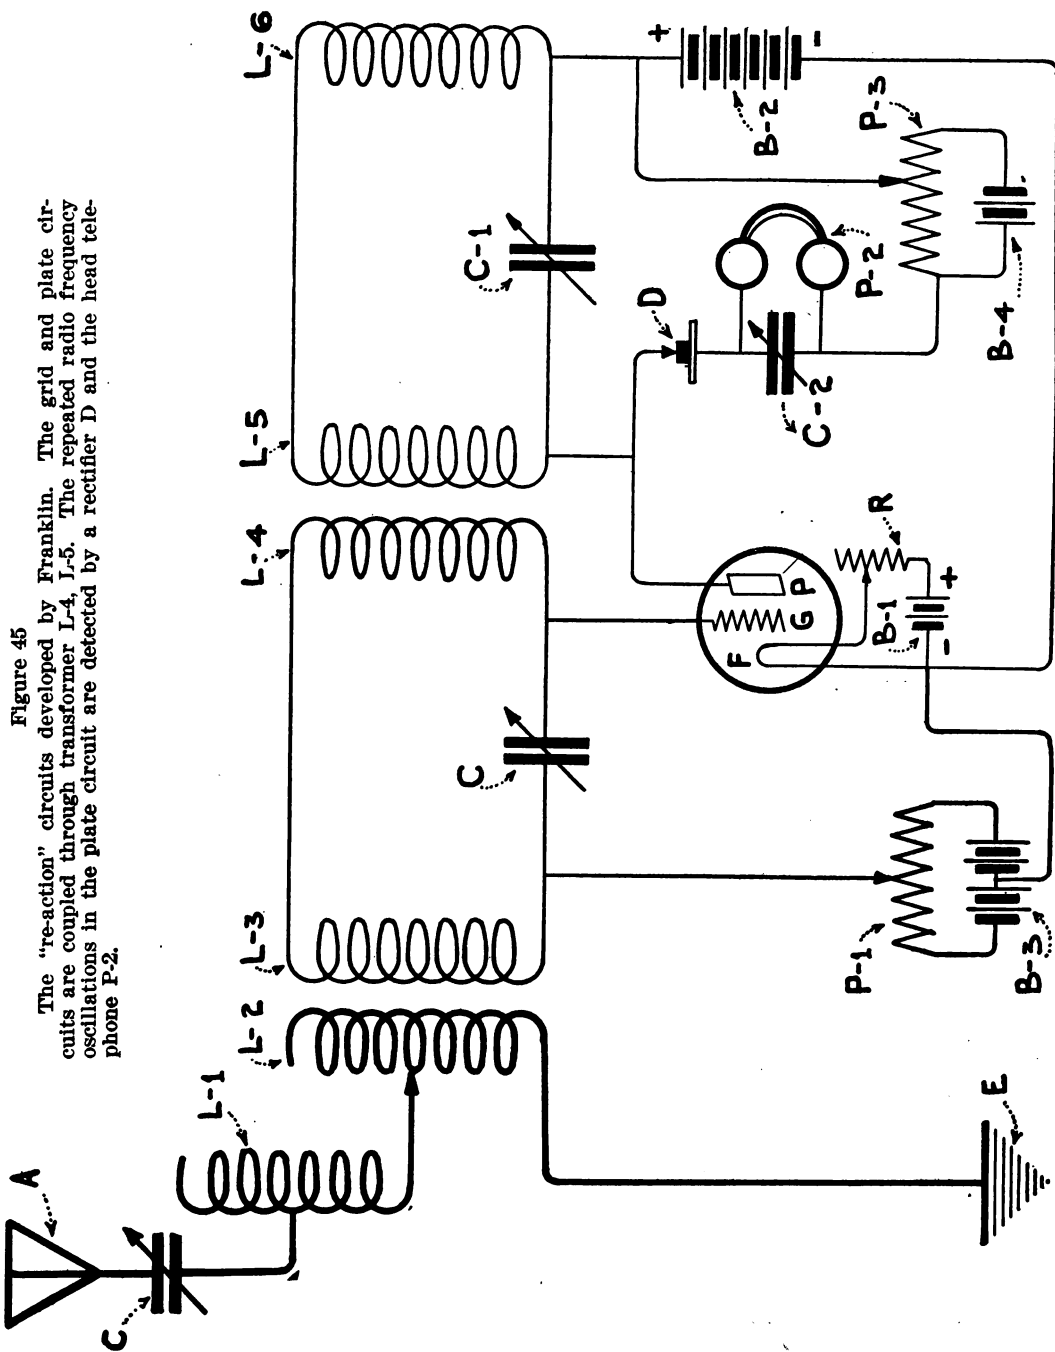 Figure 45
The "re-action" circuits developed by Franklin. The grid and plate cir-
cuits are coupled through transformer L-4, L-5. The repeated radio frequency
oscillations in the plate circuit are detected by a rectifier D and the head tele-
phone P-2.
A
C
L-1
L-2
L-3
L-4
L-5
L-6
C
C-1
F
G
P
D
C-2
P-2
R
B-1
+
-
+
-
B-2
P-3
B-4
P-1
B-3
E